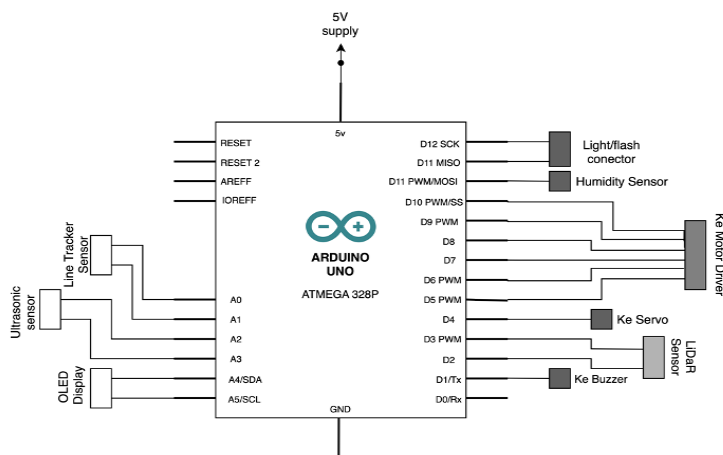 5V
supply
5v
RESET
RESET 2
AREFF
IOREFF
A0
A1
A2
A3
A4/SDA
A5/SCL
ARDUINO
UNO
ATMEGA 328P
GND
D12 SCK
D11 MISO
D11 PWM/MOSI
D10 PWM/SS
D9 PWM
D8
D7
D6 PWM
D5 PWM
D4
D3 PWM
D2
D1/Tx
D0/Rx
Line Tracker
Sensor
Ultrasonic
sensor
OLED
Display
Light/flash
conector
Humidity Sensor
Ke Motor Driver
Ke Servo
LiDaR
Sensor
Ke Buzzer